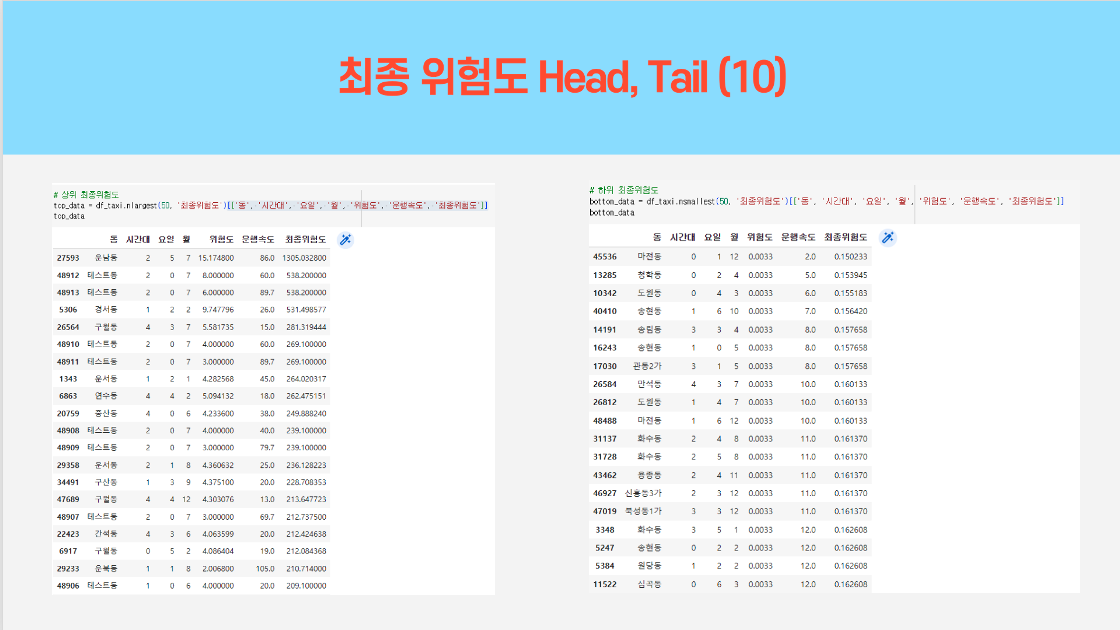 최종 위험도 Head, Tail (10)
# 상위 최종위험도
top_data = df_taxi.nlargest(50, '최종위험도')[['동', '시간대', '요일', '월', '위험도', '운행속도', '최종위험도']]
top_data
동 시간대 요일 월 위험도 운행속도 최종위험도
27593 운남동 2 5 7 15.174800 86.0 1305.032800
48912 테스트동 2 0 7 8.000000 60.0 538.200000
48913 테스트동 2 0 7 6.000000 89.7 538.200000
5306 경서동 1 2 2 9.747796 26.0 531.498577
26564 구월동 4 3 7 5.581735 15.0 281.319444
48910 테스트동 2 0 7 4.000000 60.0 269.100000
48911 테스트동 2 0 7 3.000000 89.7 269.100000
1343 운서동 1 2 1 4.282568 45.0 264.020317
6863 연수동 4 4 2 5.094132 18.0 262.475151
20759 중산동 4 0 6 4.233600 38.0 249.888240
48908 테스트동 2 0 7 4.000000 40.0 239.100000
48909 테스트동 2 0 7 3.000000 79.7 239.100000
29358 운서동 2 1 8 4.360632 25.0 236.128223
34491 구산동 1 3 9 4.375100 20.0 228.708353
47689 구월동 4 4 12 4.303076 13.0 213.647723
48907 테스트동 2 0 7 3.000000 69.7 212.737500
22423 간석동 4 3 6 4.063599 20.0 212.424638
6917 구월동 0 5 2 4.086404 19.0 212.084368
29233 운북동 1 1 8 2.006800 105.0 210.714000
48906 테스트동 1 0 6 4.000000 20.0 209.100000
# 하위 최종위험도
bottom_data = df_taxi.nsmallest(50, '최종위험도')[['동', '시간대', '요일', '월', '위험도', '운행속도', '최종위험도']]
bottom_data
동 시간대 요일 월 위험도 운행속도 최종위험도
45536 마전동 0 1 12 0.0033 2.0 0.150233
13285 청학동 0 2 4 0.0033 5.0 0.153945
10342 도원동 0 4 3 0.0033 6.0 0.155183
40410 송현동 1 6 10 0.0033 7.0 0.156420
14191 송림동 3 3 4 0.0033 8.0 0.157658
16243 송현동 1 0 5 0.0033 8.0 0.157658
17030 관동2가 3 1 5 0.0033 8.0 0.157658
26584 만석동 4 3 7 0.0033 10.0 0.160133
26812 도원동 1 4 7 0.0033 10.0 0.160133
48488 마전동 1 6 12 0.0033 10.0 0.160133
31137 화수동 2 4 8 0.0033 11.0 0.161370
31728 화수동 2 5 8 0.0033 11.0 0.161370
43462 용종동 2 4 11 0.0033 11.0 0.161370
46927 신흥동3가 2 3 12 0.0033 11.0 0.161370
47019 북성동1가 3 3 12 0.0033 11.0 0.161370
3348 화수동 3 5 1 0.0033 12.0 0.162608
5247 송현동 0 2 2 0.0033 12.0 0.162608
5384 원당동 1 2 2 0.0033 12.0 0.162608
11522 심곡동 0 6 3 0.0033 12.0 0.162608